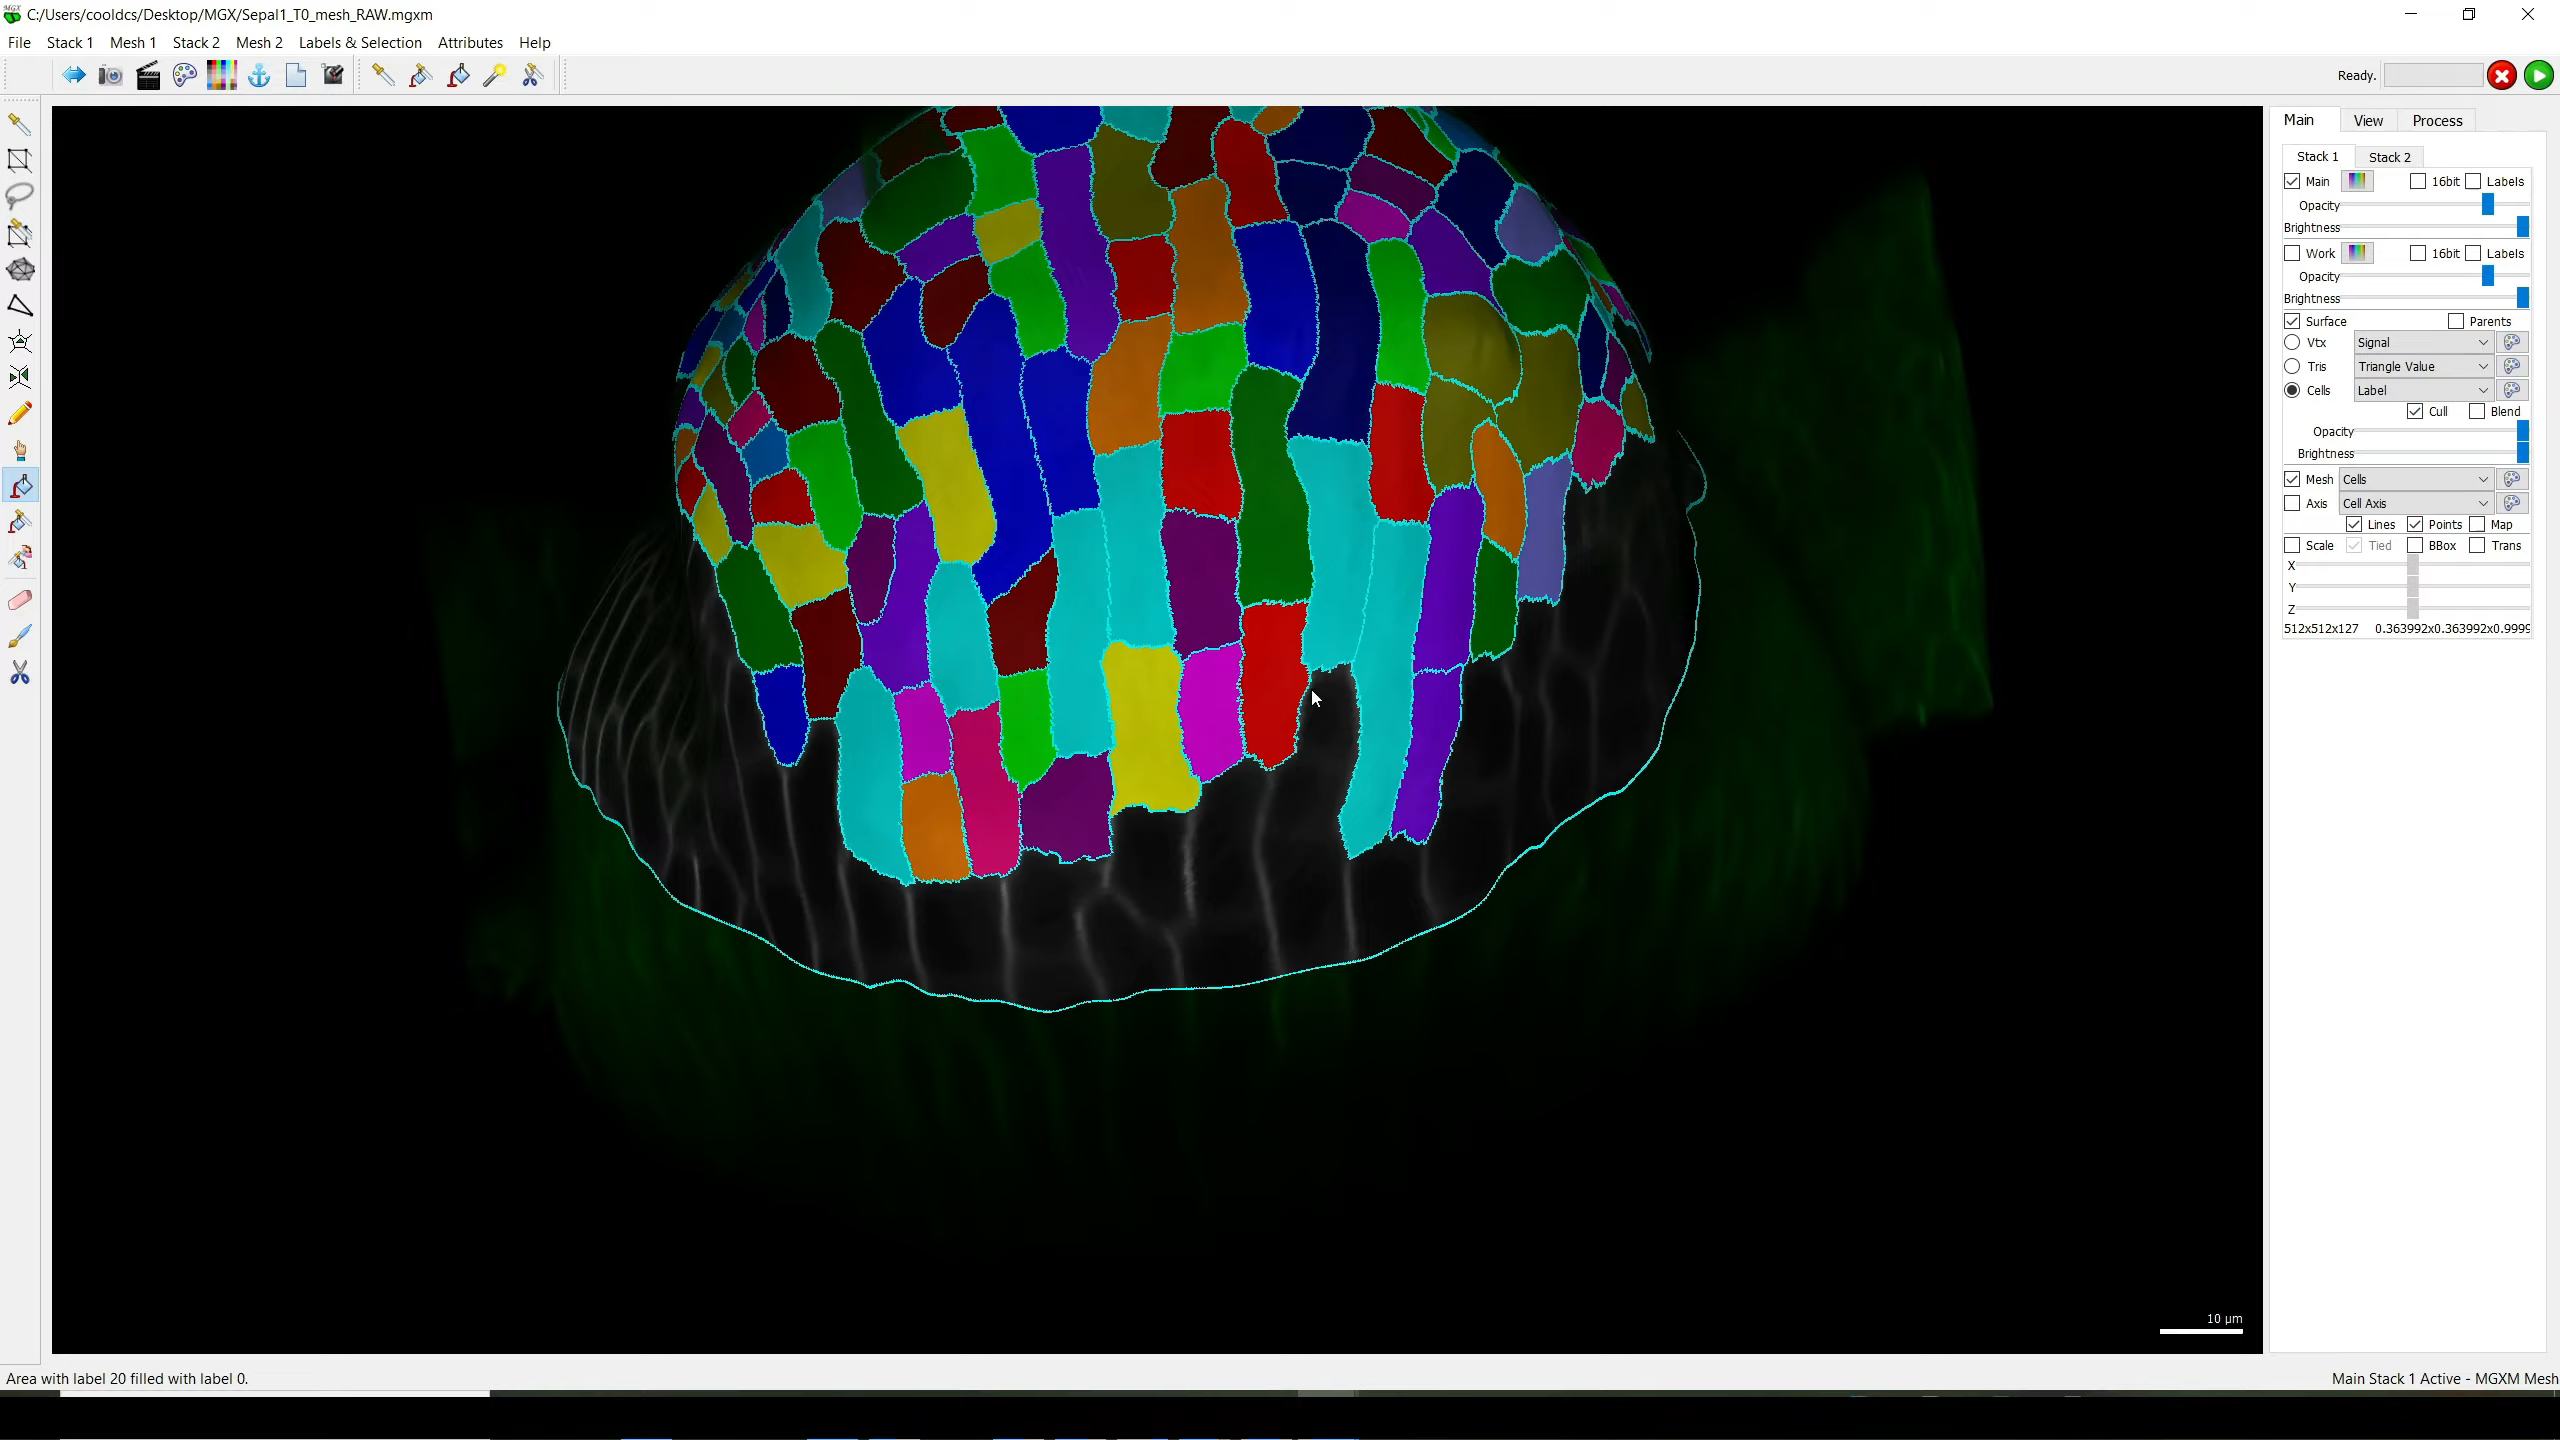 C:/Users/cooldcs/Desktop/MGX/Sepal1_T0_mesh_RAW.mgxm
File Stack 1 Mesh 1 Stack 2 Mesh 2 Labels & Selection Attributes Help
Ready.
Main View Process
Stack 1 Stack 2
Main 16bit Labels
Opacity
Brightness
Work 16bit Labels
Opacity
Brightness
Surface Parents
Vtx Signal
Tris Triangle Value
Cells Label
Cull Blend
Opacity
Brightness
Mesh Cells
Axis Cell Axis
Lines Points Map
Scale Tied BBox Trans
X
Y
Z
512x512x127 0.363992x0.363992x0.9999
10 µm
Area with label 20 filled with label 0.
Main Stack 1 Active - MGXM Mesh